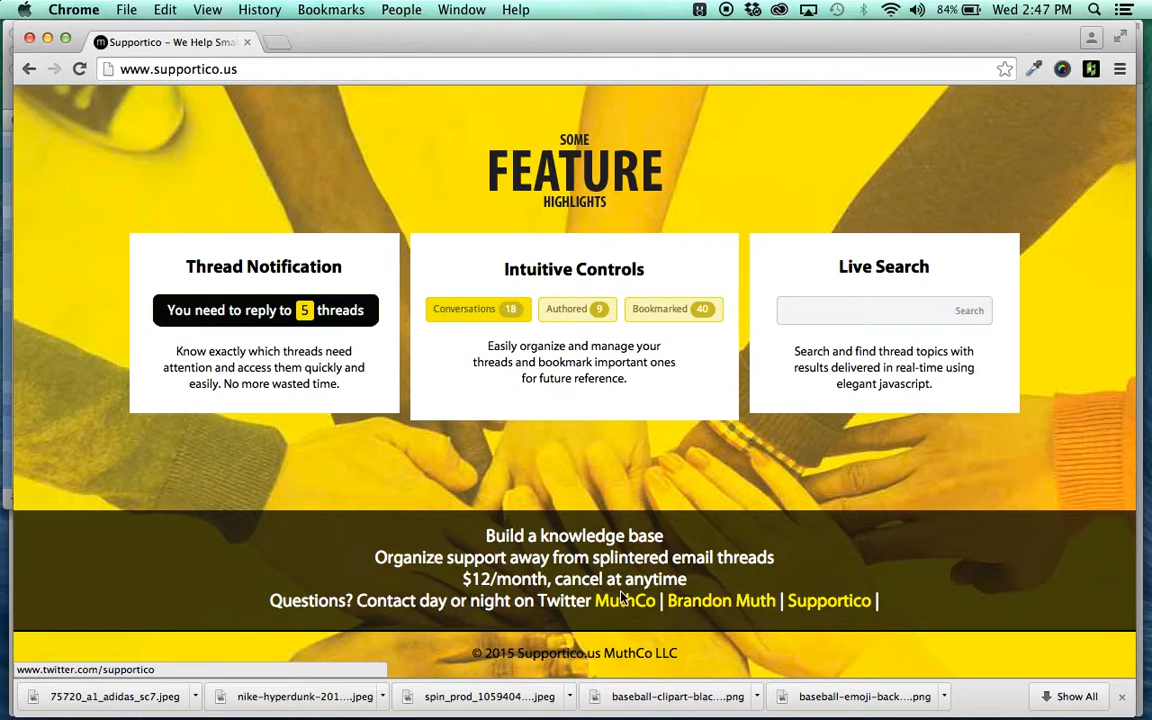 Chrome File Edit View History Bookmarks People Window Help 84% Wed 2:47 PM
Supportico – We Help Sma
www.supportico.us
SOME
FEATURE
HIGHLIGHTS
Thread Notification
You need to reply to 5 threads
Know exactly which threads need
attention and access them quickly and
easily. No more wasted time.
Intuitive Controls
Conversations 18 Authored 9 Bookmarked 40
Easily organize and manage your
threads and bookmark important ones
for future reference.
Live Search
Search
Search and find thread topics with
results delivered in real-time using
elegant javascript.
Build a knowledge base
Organize support away from splintered email threads
$12/month, cancel at anytime
Questions? Contact day or night on Twitter MuthCo | Brandon Muth | Supportico |
© 2015 Supportico.us MuthCo LLC
www.twitter.com/supportico
75720_a1_adidas_sc7.jpeg nike-hyperdunk-201....jpeg spin_prod_1059404....jpeg baseball-clipart-blac....png baseball-emoji-back....png Show All